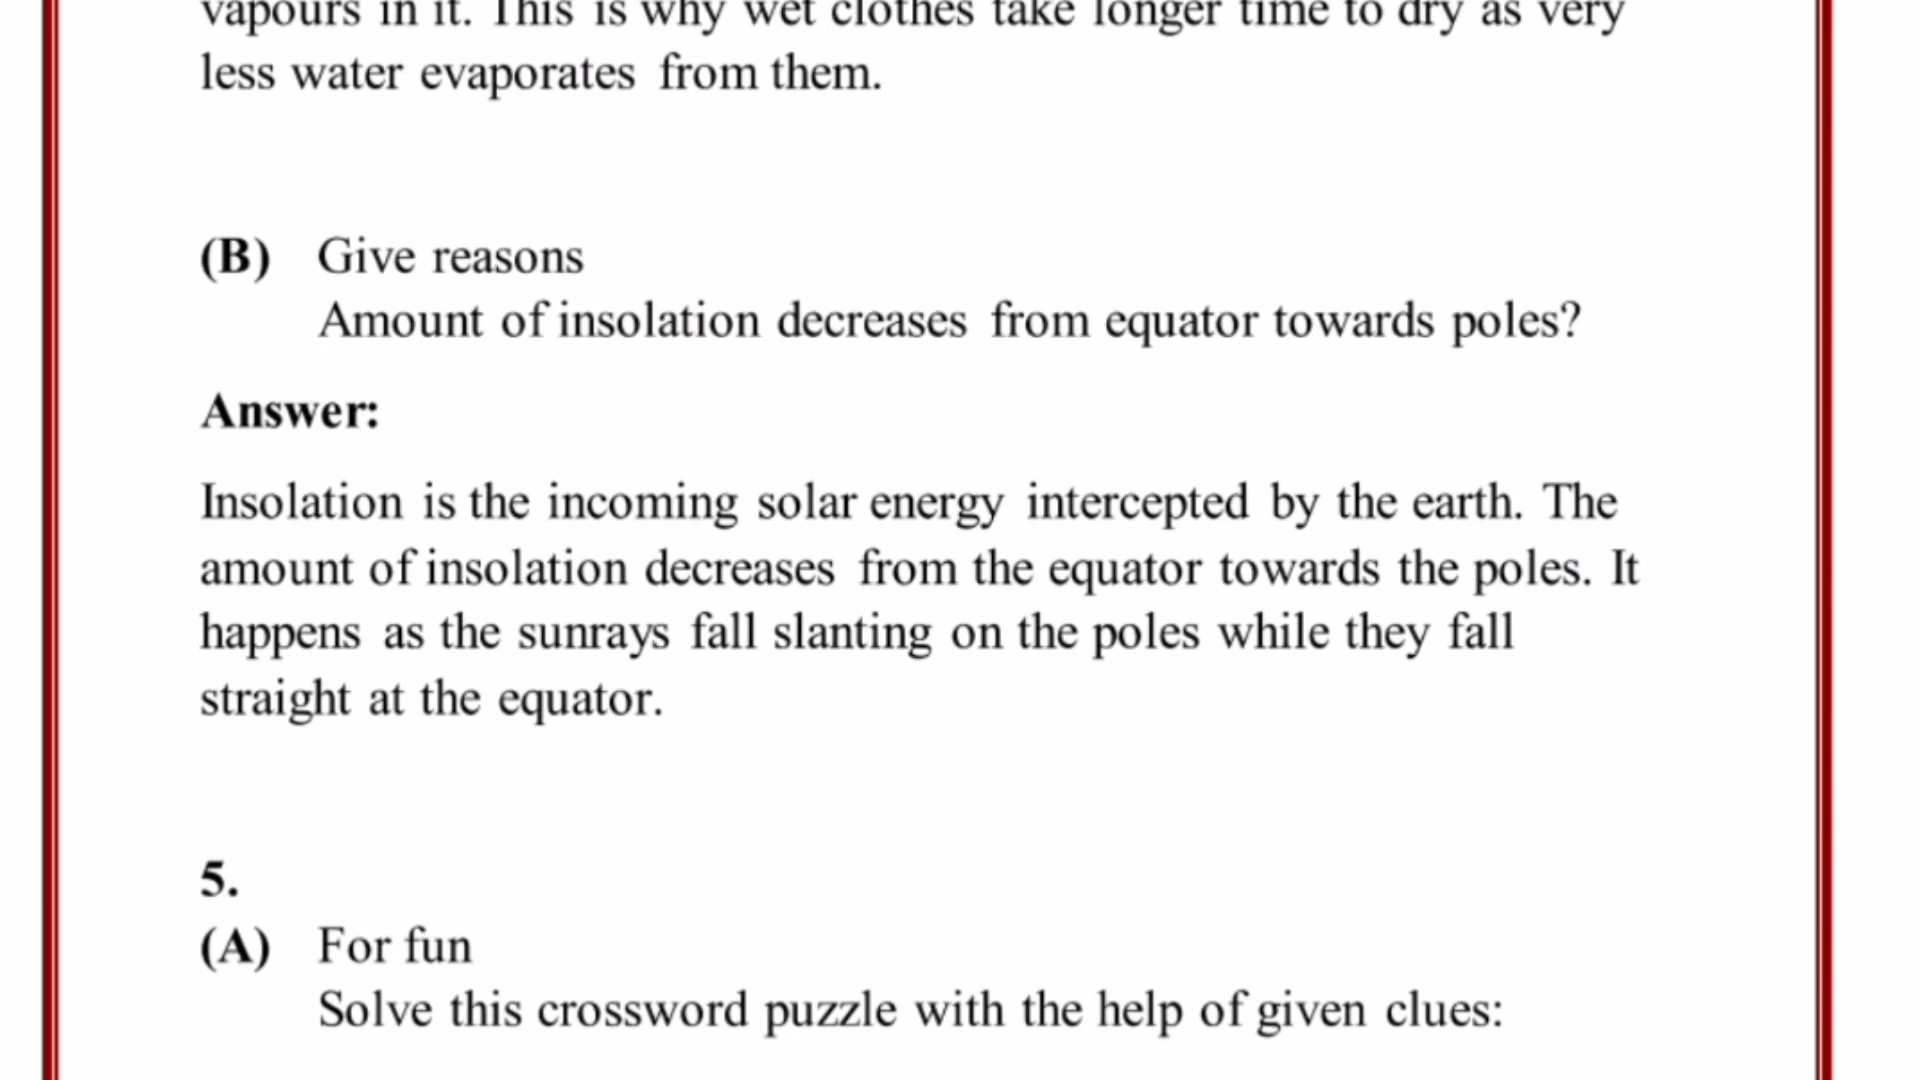 vapours in it. This is why wet clothes take longer time to dry as very
less water evaporates from them.
(B) Give reasons
Amount of insolation decreases from equator towards poles?
Answer:
Insolation is the incoming solar energy intercepted by the earth. The
amount of insolation decreases from the equator towards the poles. It
happens as the sunrays fall slanting on the poles while they fall
straight at the equator.
5.
(A) For fun
Solve this crossword puzzle with the help of given clues: